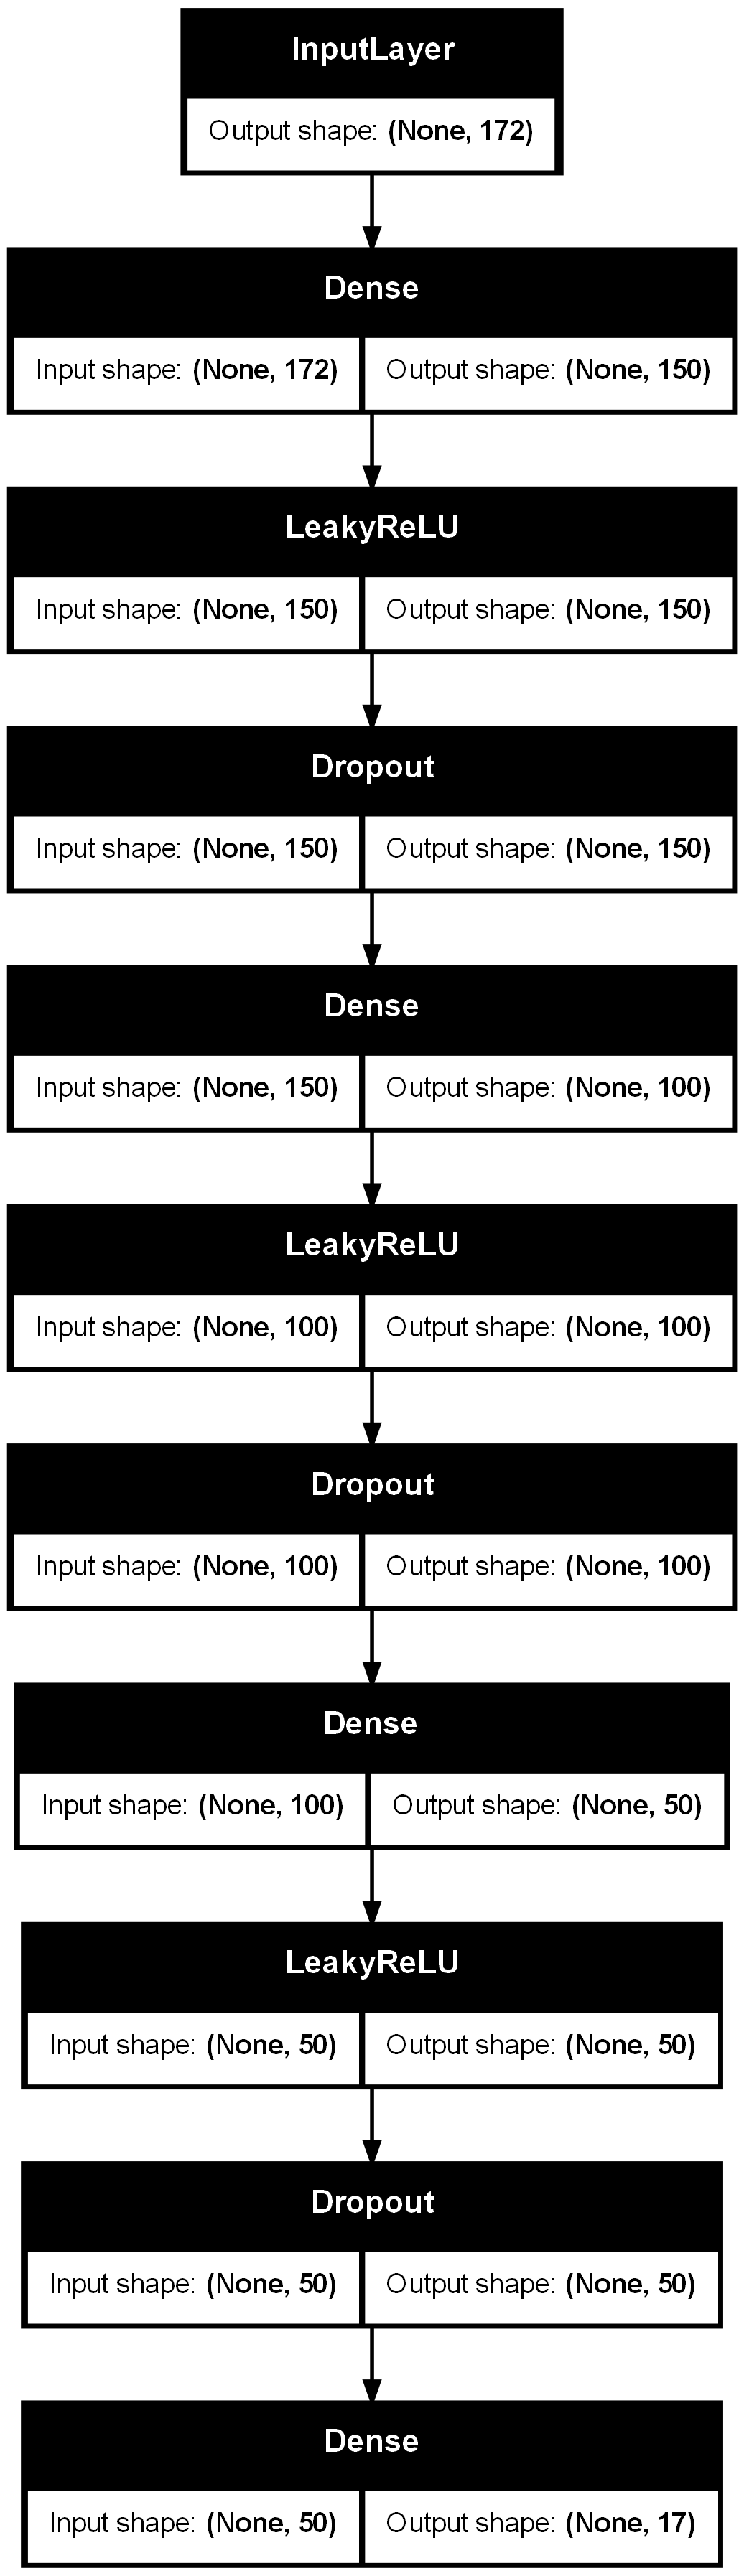 InputLayer
Output shape: (None, 172)
Dense
Input shape: (None, 172) Output shape: (None, 150)
LeakyReLU
Input shape: (None, 150) Output shape: (None, 150)
Dropout
Input shape: (None, 150) Output shape: (None, 150)
Dense
Input shape: (None, 150) Output shape: (None, 100)
LeakyReLU
Input shape: (None, 100) Output shape: (None, 100)
Dropout
Input shape: (None, 100) Output shape: (None, 100)
Dense
Input shape: (None, 100) Output shape: (None, 50)
LeakyReLU
Input shape: (None, 50) Output shape: (None, 50)
Dropout
Input shape: (None, 50) Output shape: (None, 50)
Dense
Input shape: (None, 50) Output shape: (None, 17)